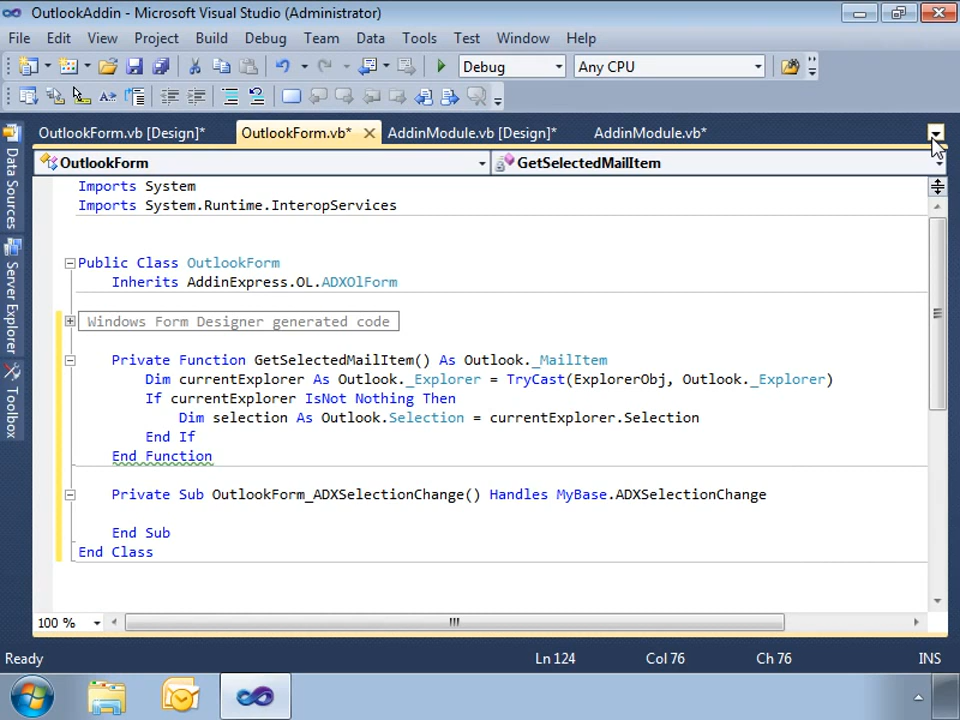 OutlookAddin - Microsoft Visual Studio (Administrator)
File Edit View Project Build Debug Team Data Tools Test Window Help
Debug Any CPU
OutlookForm.vb [Design]* OutlookForm.vb* AddinModule.vb [Design]* AddinModule.vb*
OutlookForm GetSelectedMailItem
Data Sources
Server Explorer
Toolbox
Imports System
Imports System.Runtime.InteropServices
Public Class OutlookForm
Inherits AddinExpress.OL.ADXOlForm
Windows Form Designer generated code
Private Function GetSelectedMailItem() As Outlook._MailItem
Dim currentExplorer As Outlook._Explorer = TryCast(ExplorerObj, Outlook._Explorer)
If currentExplorer IsNot Nothing Then
Dim selection As Outlook.Selection = currentExplorer.Selection
End If
End Function
Private Sub OutlookForm_ADXSelectionChange() Handles MyBase.ADXSelectionChange
End Sub
End Class
100 %
Ready Ln 124 Col 76 Ch 76 INS